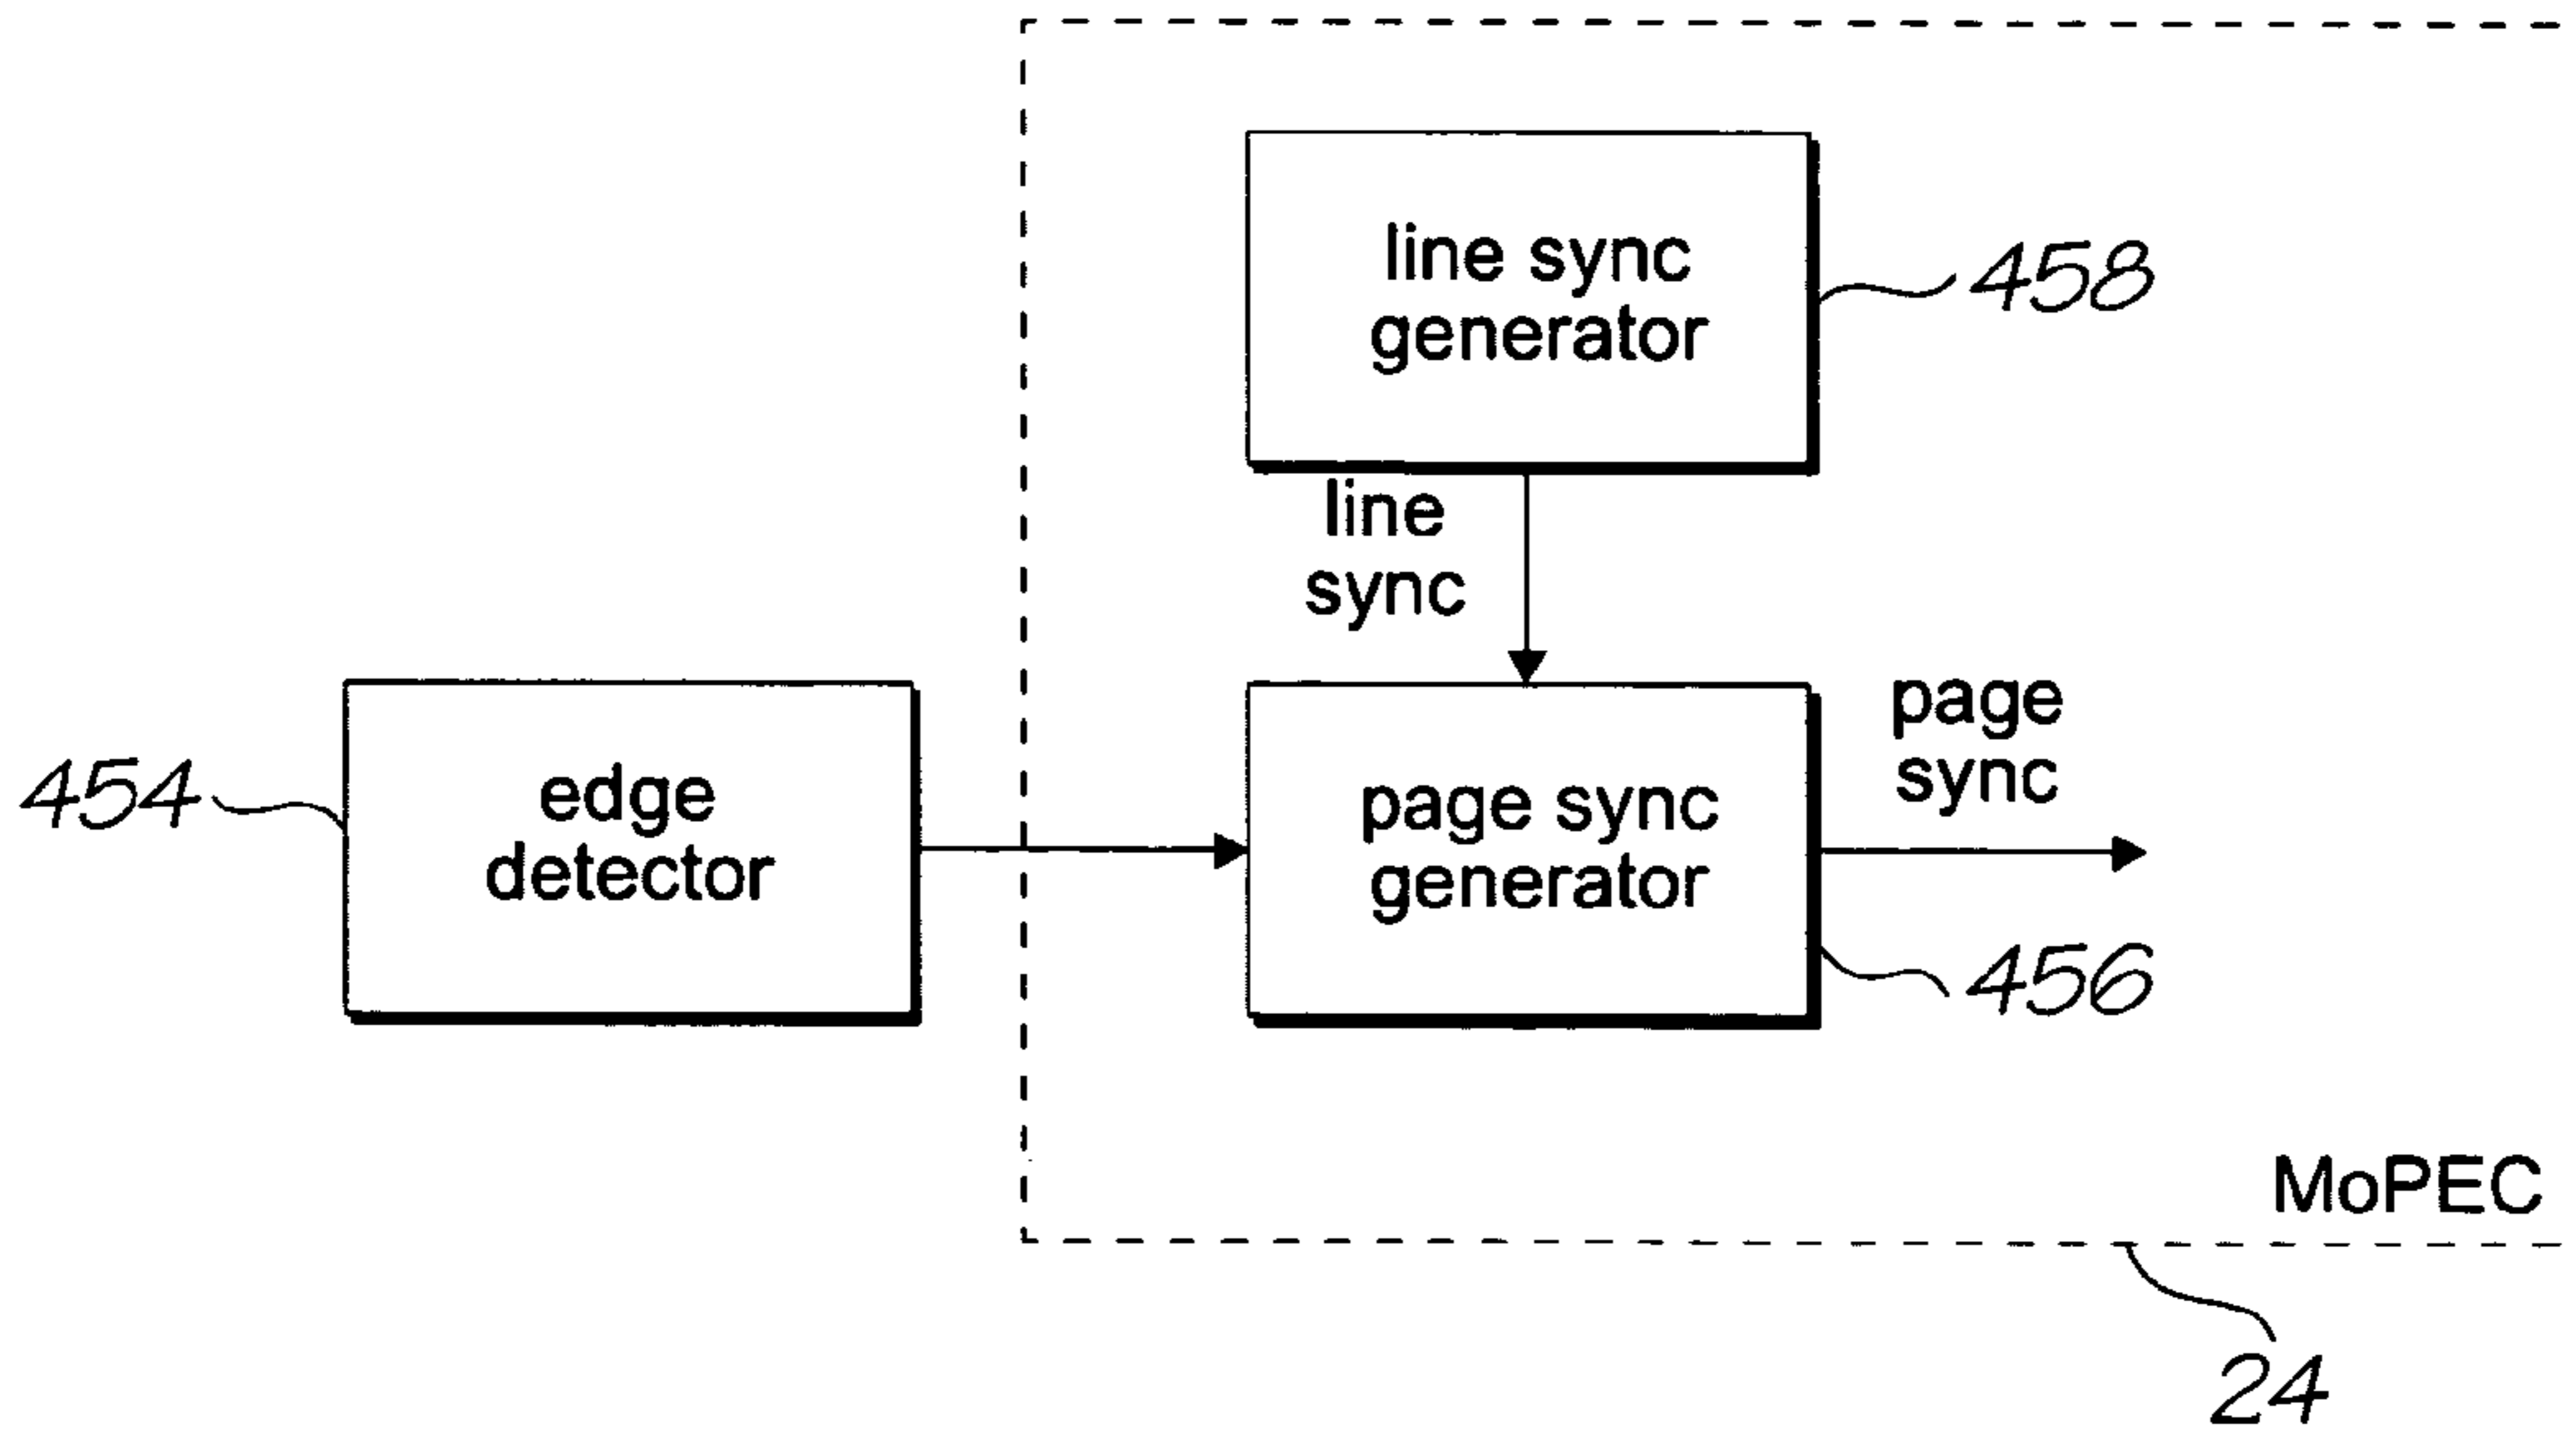 line sync
generator
458
line
sync
454
edge
detector
page sync
generator
page
sync
456
MoPEC
24